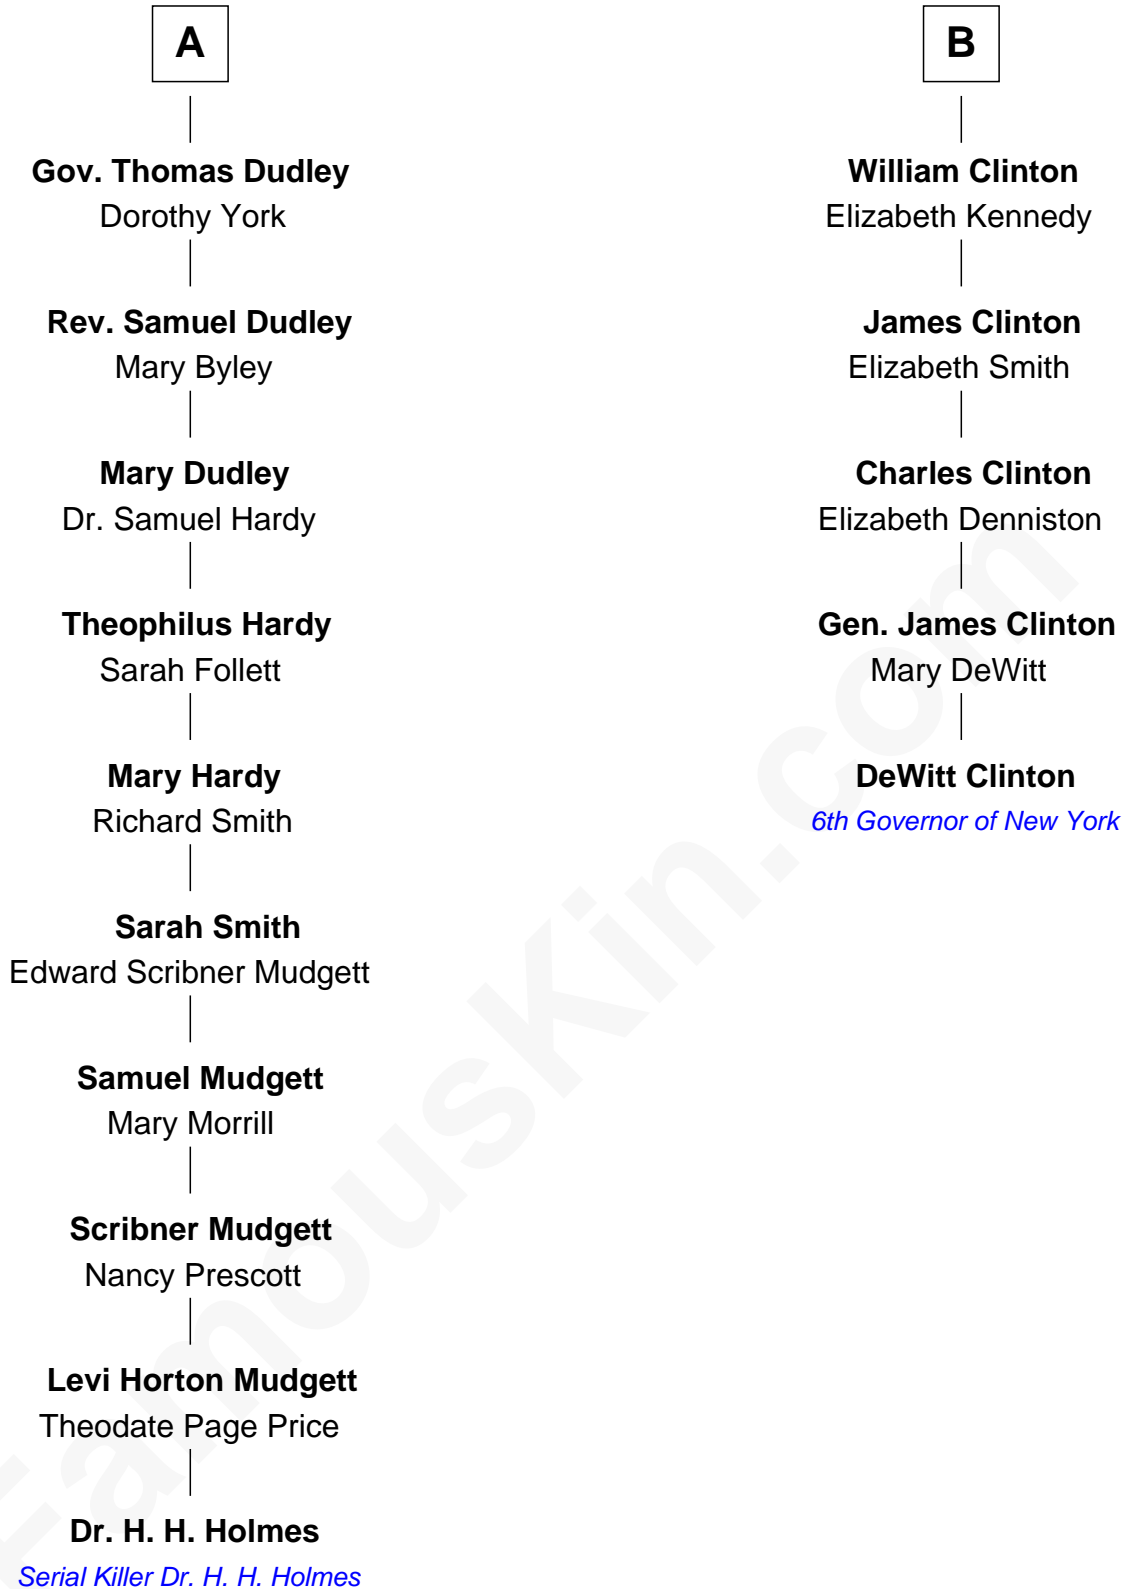 A
Gov. Thomas Dudley
Dorothy York
Rev. Samuel Dudley
Mary Byley
Mary Dudley
Dr. Samuel Hardy
Theophilus Hardy
Sarah Follett
Mary Hardy
Richard Smith
Sarah Smith
Edward Scribner Mudgett
Samuel Mudgett
Mary Morrill
Scribner Mudgett
Nancy Prescott
Levi Horton Mudgett
Theodate Page Price
Dr. H. H. Holmes
Serial Killer Dr. H. H. Holmes
B
William Clinton
Elizabeth Kennedy
James Clinton
Elizabeth Smith
Charles Clinton
Elizabeth Denniston
Gen. James Clinton
Mary DeWitt
DeWitt Clinton
6th Governor of New York
FamousKin.com